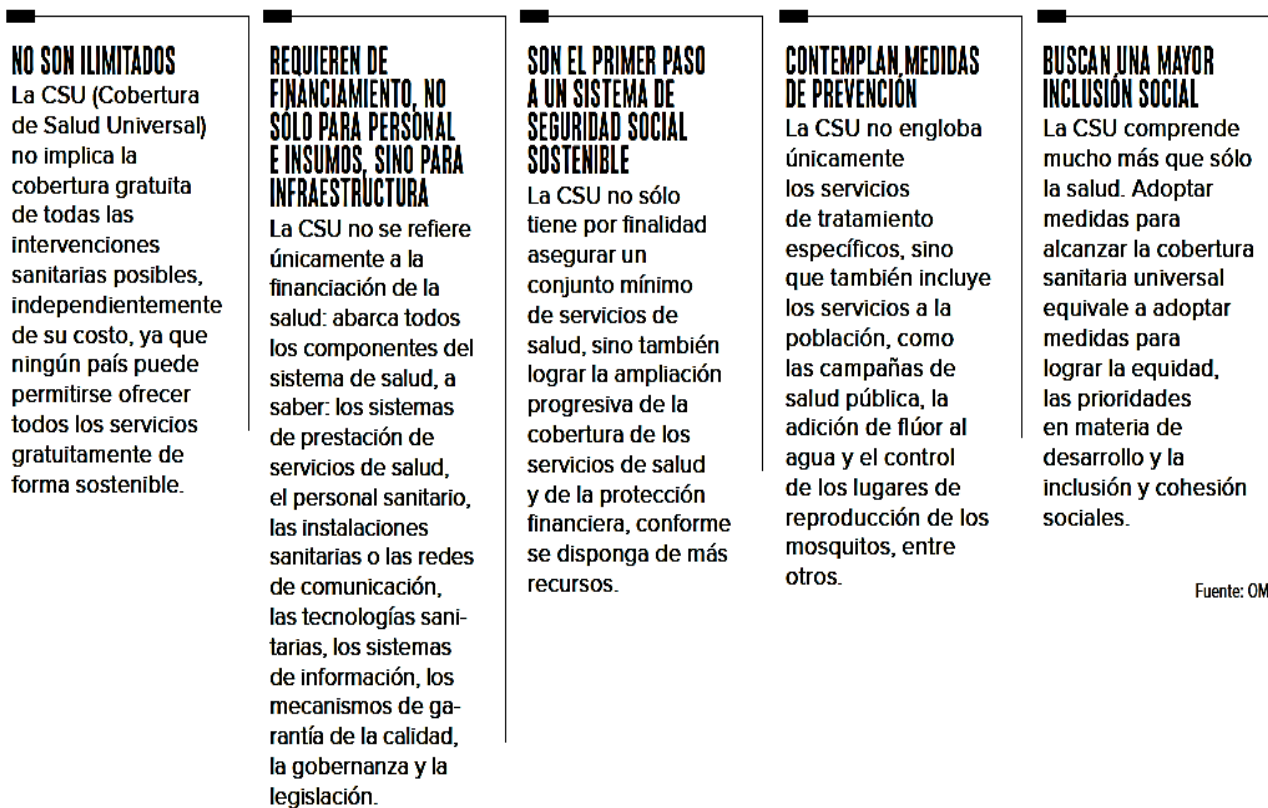 NO SON ILIMITADOS
La CSU (Cobertura
de Salud Universal)
no implica la
cobertura gratuita
de todas las
intervenciones
sanitarias posibles,
independientemente
de su costo, ya que
ningún país puede
permitirse ofrecer
todos los servicios
gratuitamente de
forma sostenible.
REQUIEREN DE
FINANCIAMIENTO, NO
SÓLO PARA PERSONAL
E INSUMOS, SINO PARA
INFRAESTRUCTURA
La CSU no se refiere
únicamente a la
financiación de la
salud: abarca todos
los componentes del
sistema de salud, a
saber: los sistemas
de prestación de
servicios de salud,
el personal sanitario,
las instalaciones
sanitarias o las redes
de comunicación,
las tecnologías sani-
tarias, los sistemas
de información, los
mecanismos de ga-
rantía de la calidad,
la gobernanza y la
legislación.
SON EL PRIMER PASO
A UN SISTEMA DE
SEGURIDAD SOCIAL
SOSTENIBLE
La CSU no sólo
tiene por finalidad
asegurar un
conjunto mínimo
de servicios de
salud, sino también
lograr la ampliación
progresiva de la
cobertura de los
servicios de salud
y de la protección
financiera, conforme
se disponga de más
recursos.
CONTEMPLAN MEDIDAS
DE PREVENCIÓN
La CSU no engloba
únicamente
los servicios
de tratamiento
específicos, sino
que también incluye
los servicios a la
población, como
las campañas de
salud pública, la
adición de flúor al
agua y el control
de los lugares de
reproducción de los
mosquitos, entre
otros.
BUSCAN UNA MAYOR
INCLUSIÓN SOCIAL
La CSU comprende
mucho más que sólo
la salud. Adoptar
medidas para
alcanzar la cobertura
sanitaria universal
equivale a adoptar
medidas para
lograr la equidad,
las prioridades
en materia de
desarrollo y la
inclusión y cohesión
sociales.
Fuente: OM